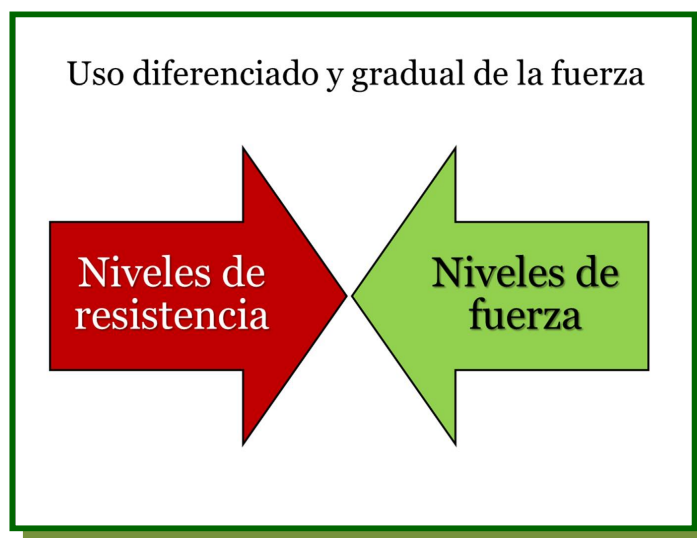 Uso diferenciado y gradual de la fuerza
Niveles de
resistencia
Niveles de
fuerza